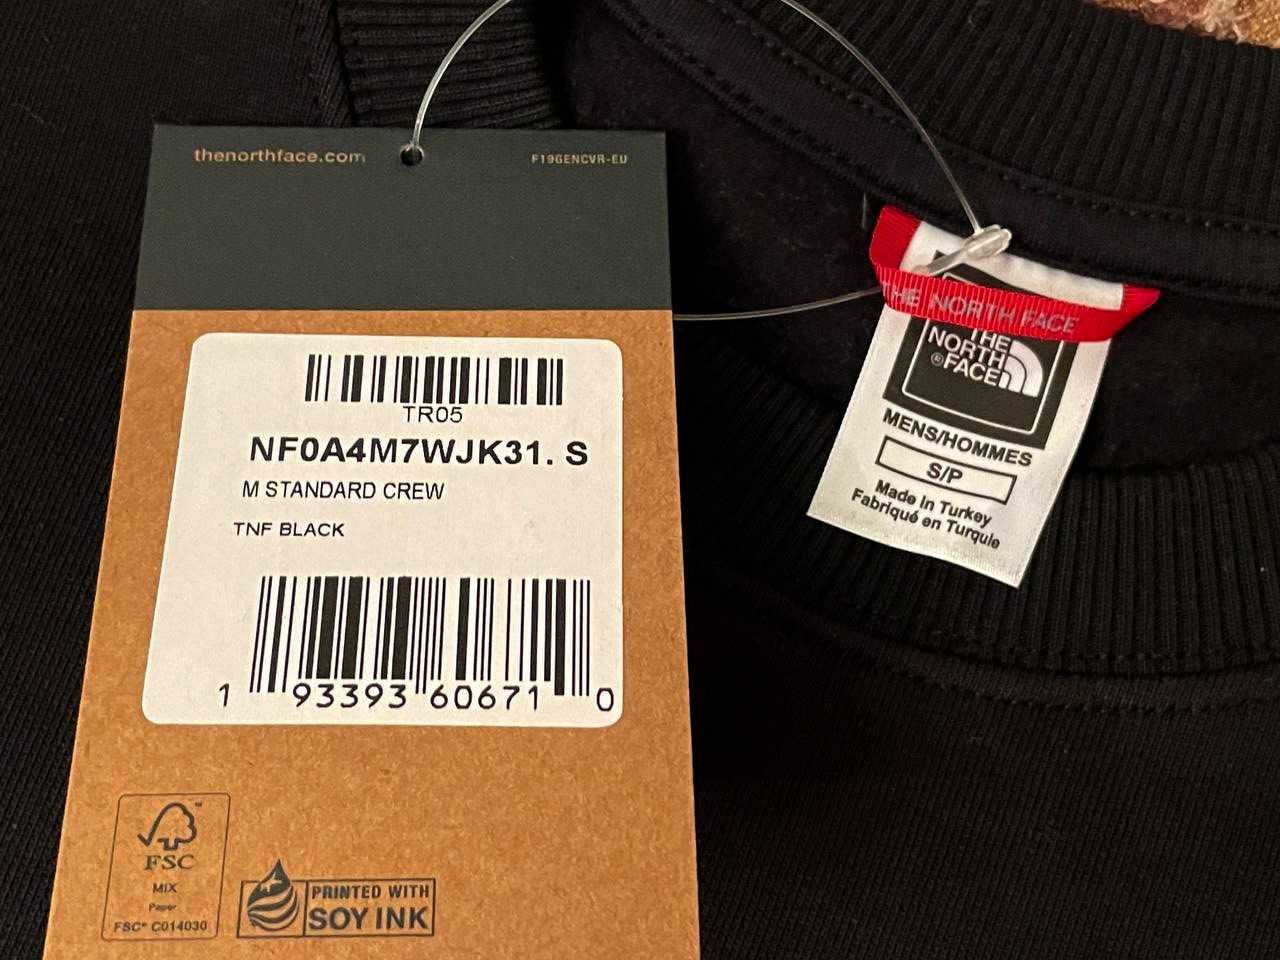 thenorthface.com
F19GENCVR-EU
TR05
NF0A4M7WJK31. S
M STANDARD CREW
TNF BLACK
1 93393 60671 0
FSC
MIX
Paper
FSC® C014030
PRINTED WITH
SOY INK
THE NORTH FACE
THE
NORTH
FACE
MENS/HOMMES
S/P
Made In Turkey
Fabriqué en Turquie